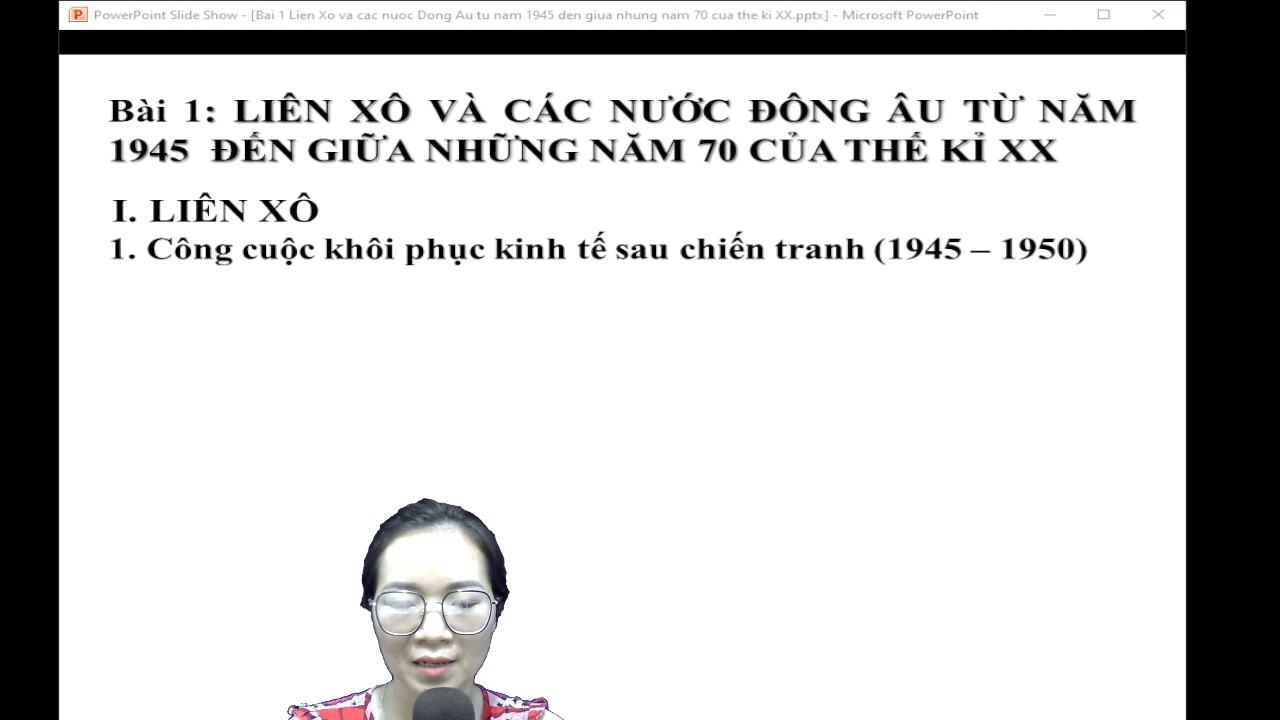 PowerPoint Slide Show - [Bai 1 Lien Xo va cac nuoc Dong Au tu nam 1945 den giua nhung nam 70 cua the ki XX.pptx] - Microsoft PowerPoint
Bài 1: LIÊN XÔ VÀ CÁC NƯỚC ĐÔNG ÂU TỪ NĂM
1945 ĐẾN GIỮA NHỮNG NĂM 70 CỦA THẾ KỈ XX
I. LIÊN XÔ
1. Công cuộc khôi phục kinh tế sau chiến tranh (1945 – 1950)